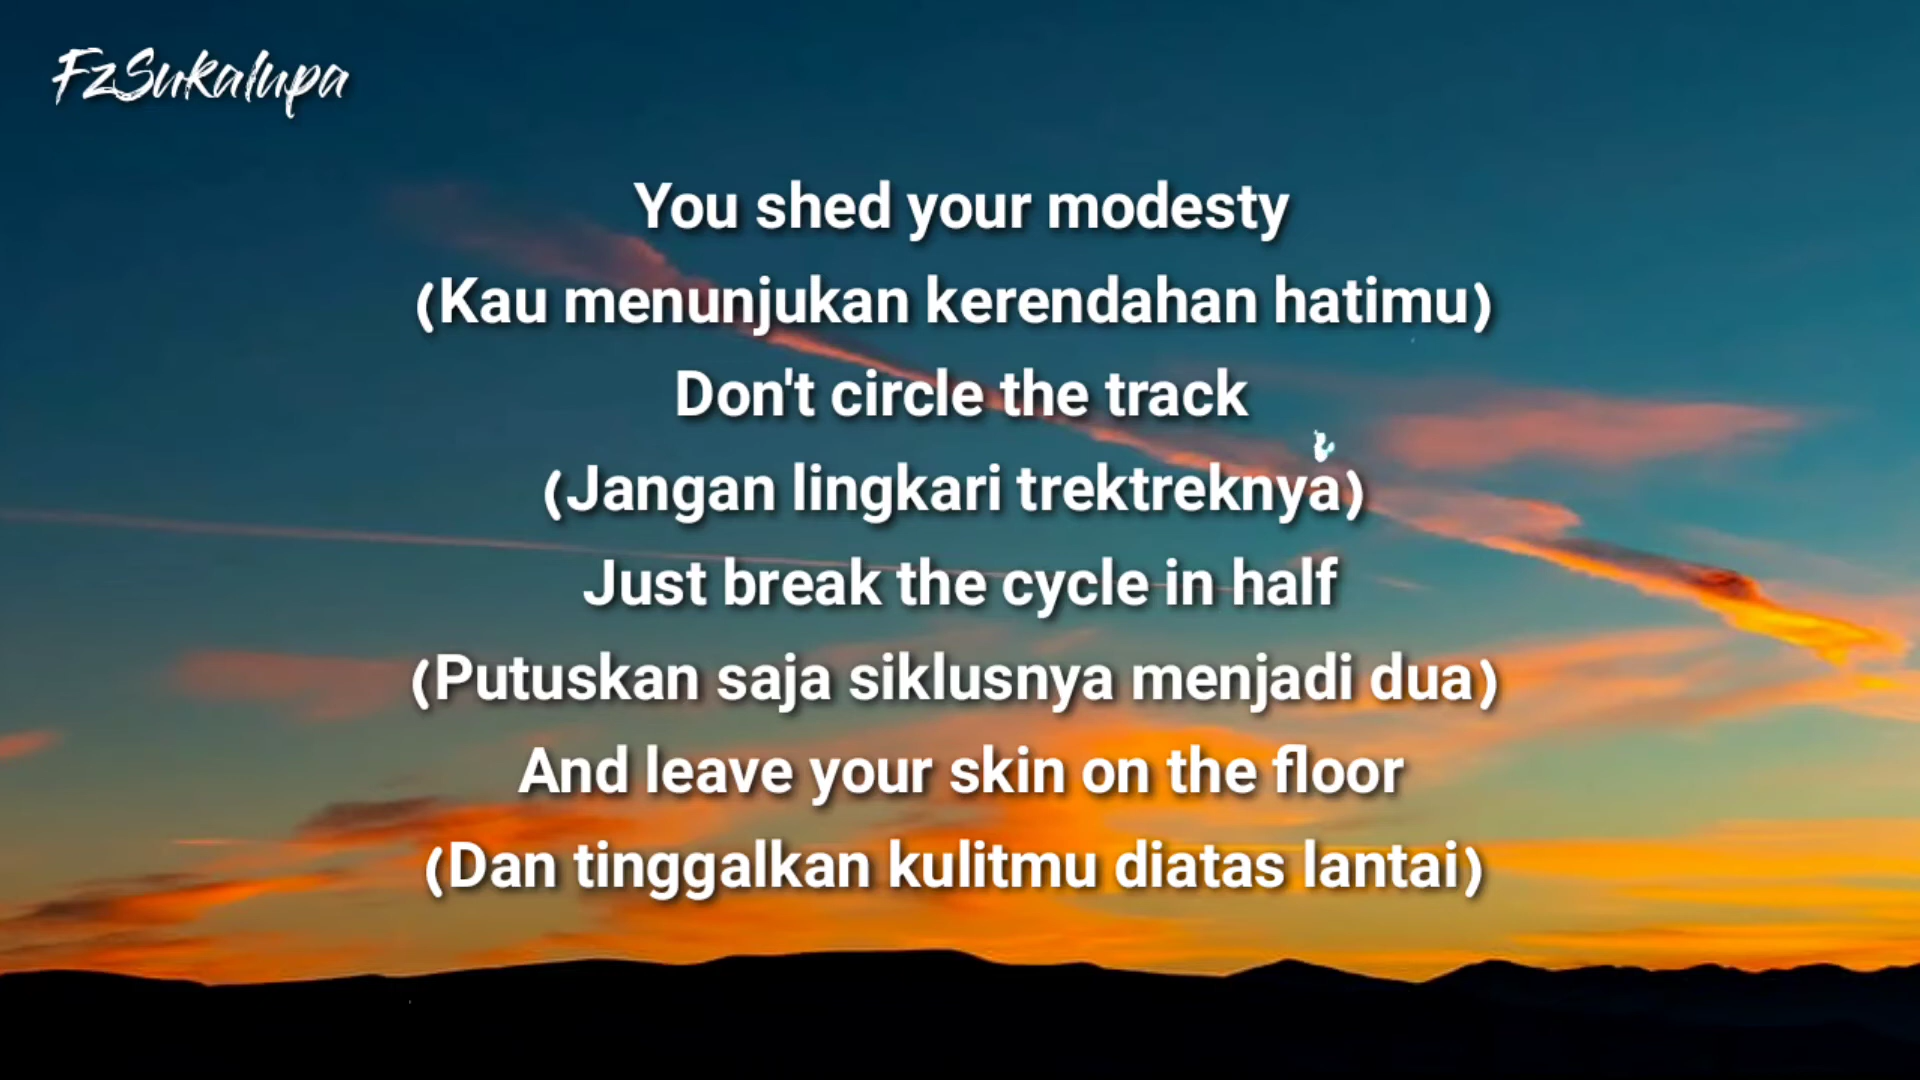 FzSukalupa
You shed your modesty
(Kau menunjukan kerendahan hatimu)
Don't circle the track
(Jangan lingkari trektreknya)
Just break the cycle in half
(Putuskan saja siklusnya menjadi dua)
And leave your skin on the floor
(Dan tinggalkan kulitmu diatas lantai)